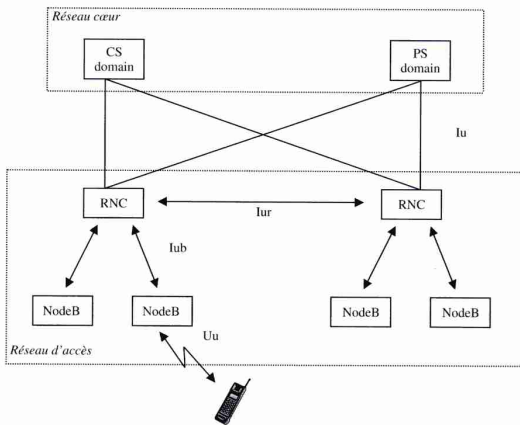 Réseau cœur
CS
domain
PS
domain
Iu
RNC
RNC
Iur
Iub
NodeB
NodeB
NodeB
NodeB
Uu
Réseau d'accès